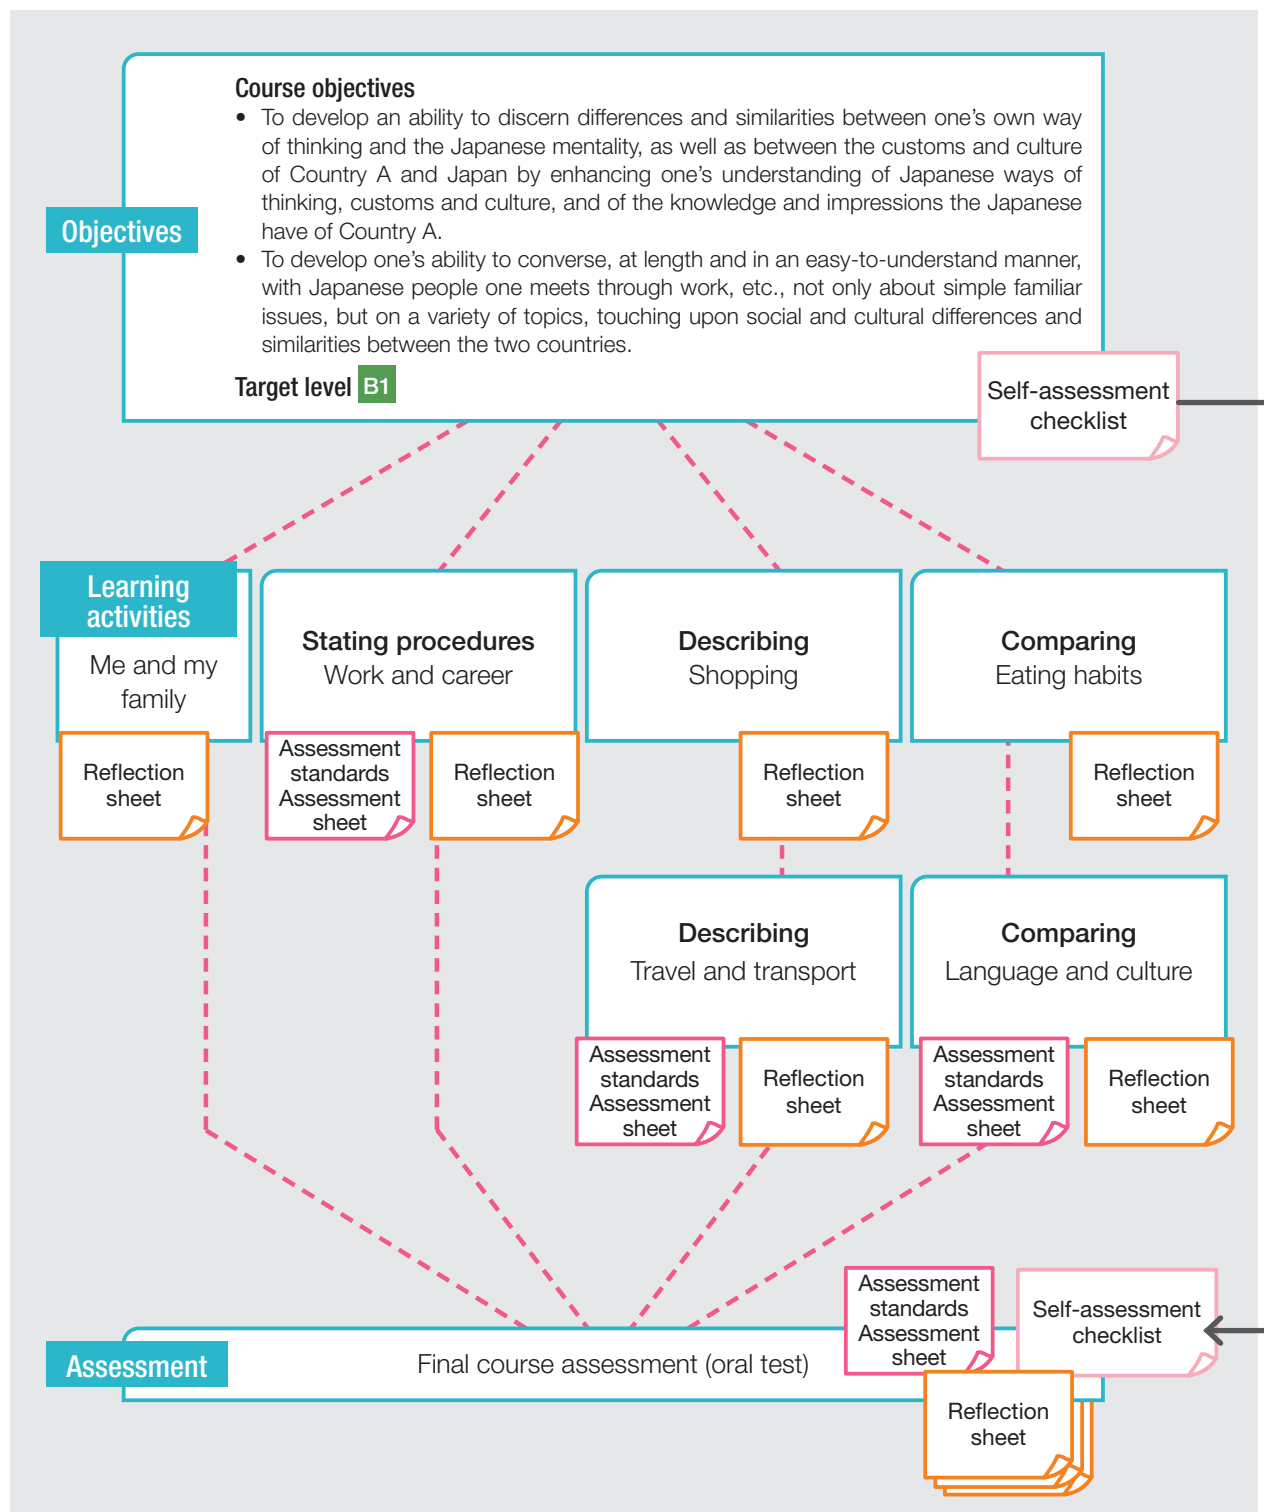 Course objectives
• To develop an ability to discern differences and similarities between one's own way
of thinking and the Japanese mentality, as well as between the customs and culture
of Country A and Japan by enhancing one's understanding of Japanese ways of
thinking, customs and culture, and of the knowledge and impressions the Japanese
have of Country A.
• To develop one's ability to converse, at length and in an easy-to-understand manner,
with Japanese people one meets through work, etc., not only about simple familiar
issues, but on a variety of topics, touching upon social and cultural differences and
similarities between the two countries.
Target level B1
Objectives
Self-assessment
checklist
Learning
activities
Me and my
family
Reflection
sheet
Stating procedures
Work and career
Assessment
standards
Assessment
sheet
Reflection
sheet
Describing
Shopping
Reflection
sheet
Comparing
Eating habits
Reflection
sheet
Describing
Travel and transport
Assessment
standards
Assessment
sheet
Reflection
sheet
Comparing
Language and culture
Assessment
standards
Assessment
sheet
Reflection
sheet
Assessment
Final course assessment (oral test)
Assessment
standards
Assessment
sheet
Self-assessment
checklist
Reflection
sheet